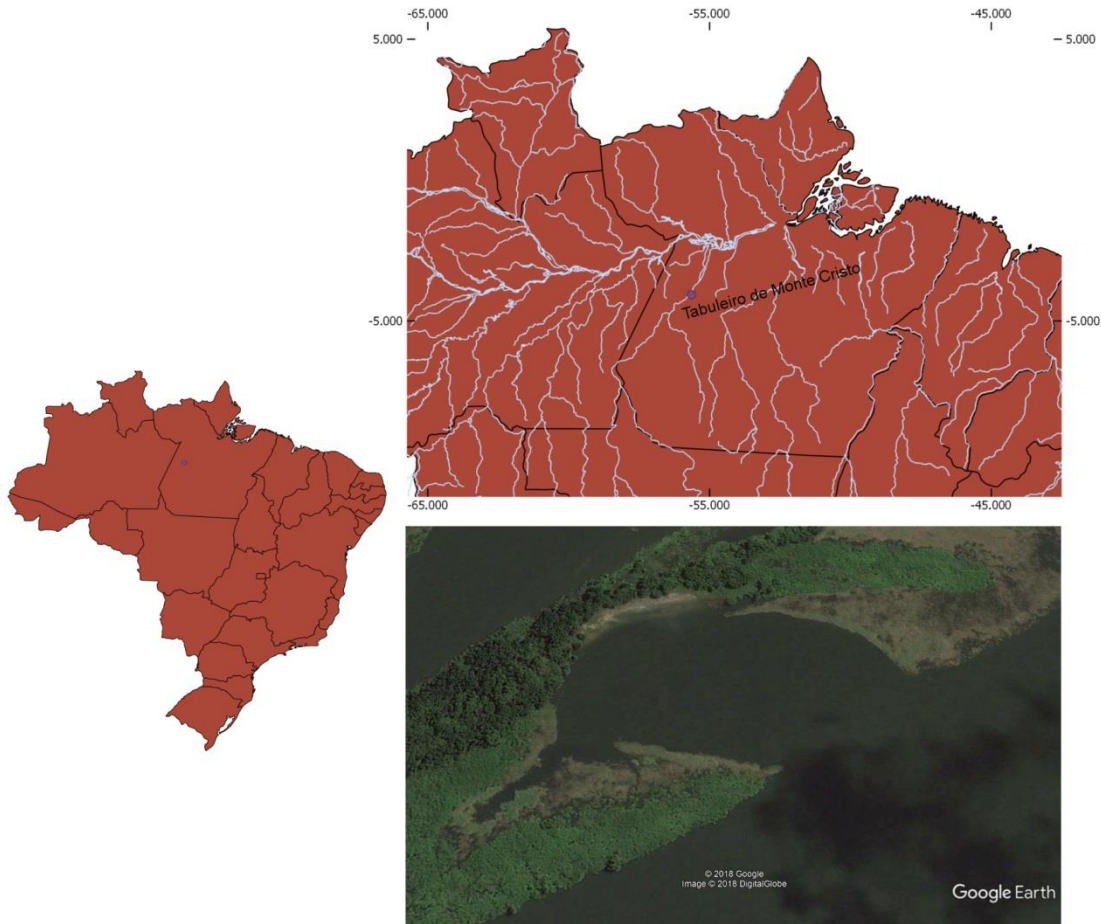 -65.000 -55.000 -45.000
5.000 5.000
Tabuleiro de Monte Cristo
-5.000 -5.000
-65.000 -55.000 -45.000
© 2018 Google
Image © 2018 DigitalGlobe
Google Earth